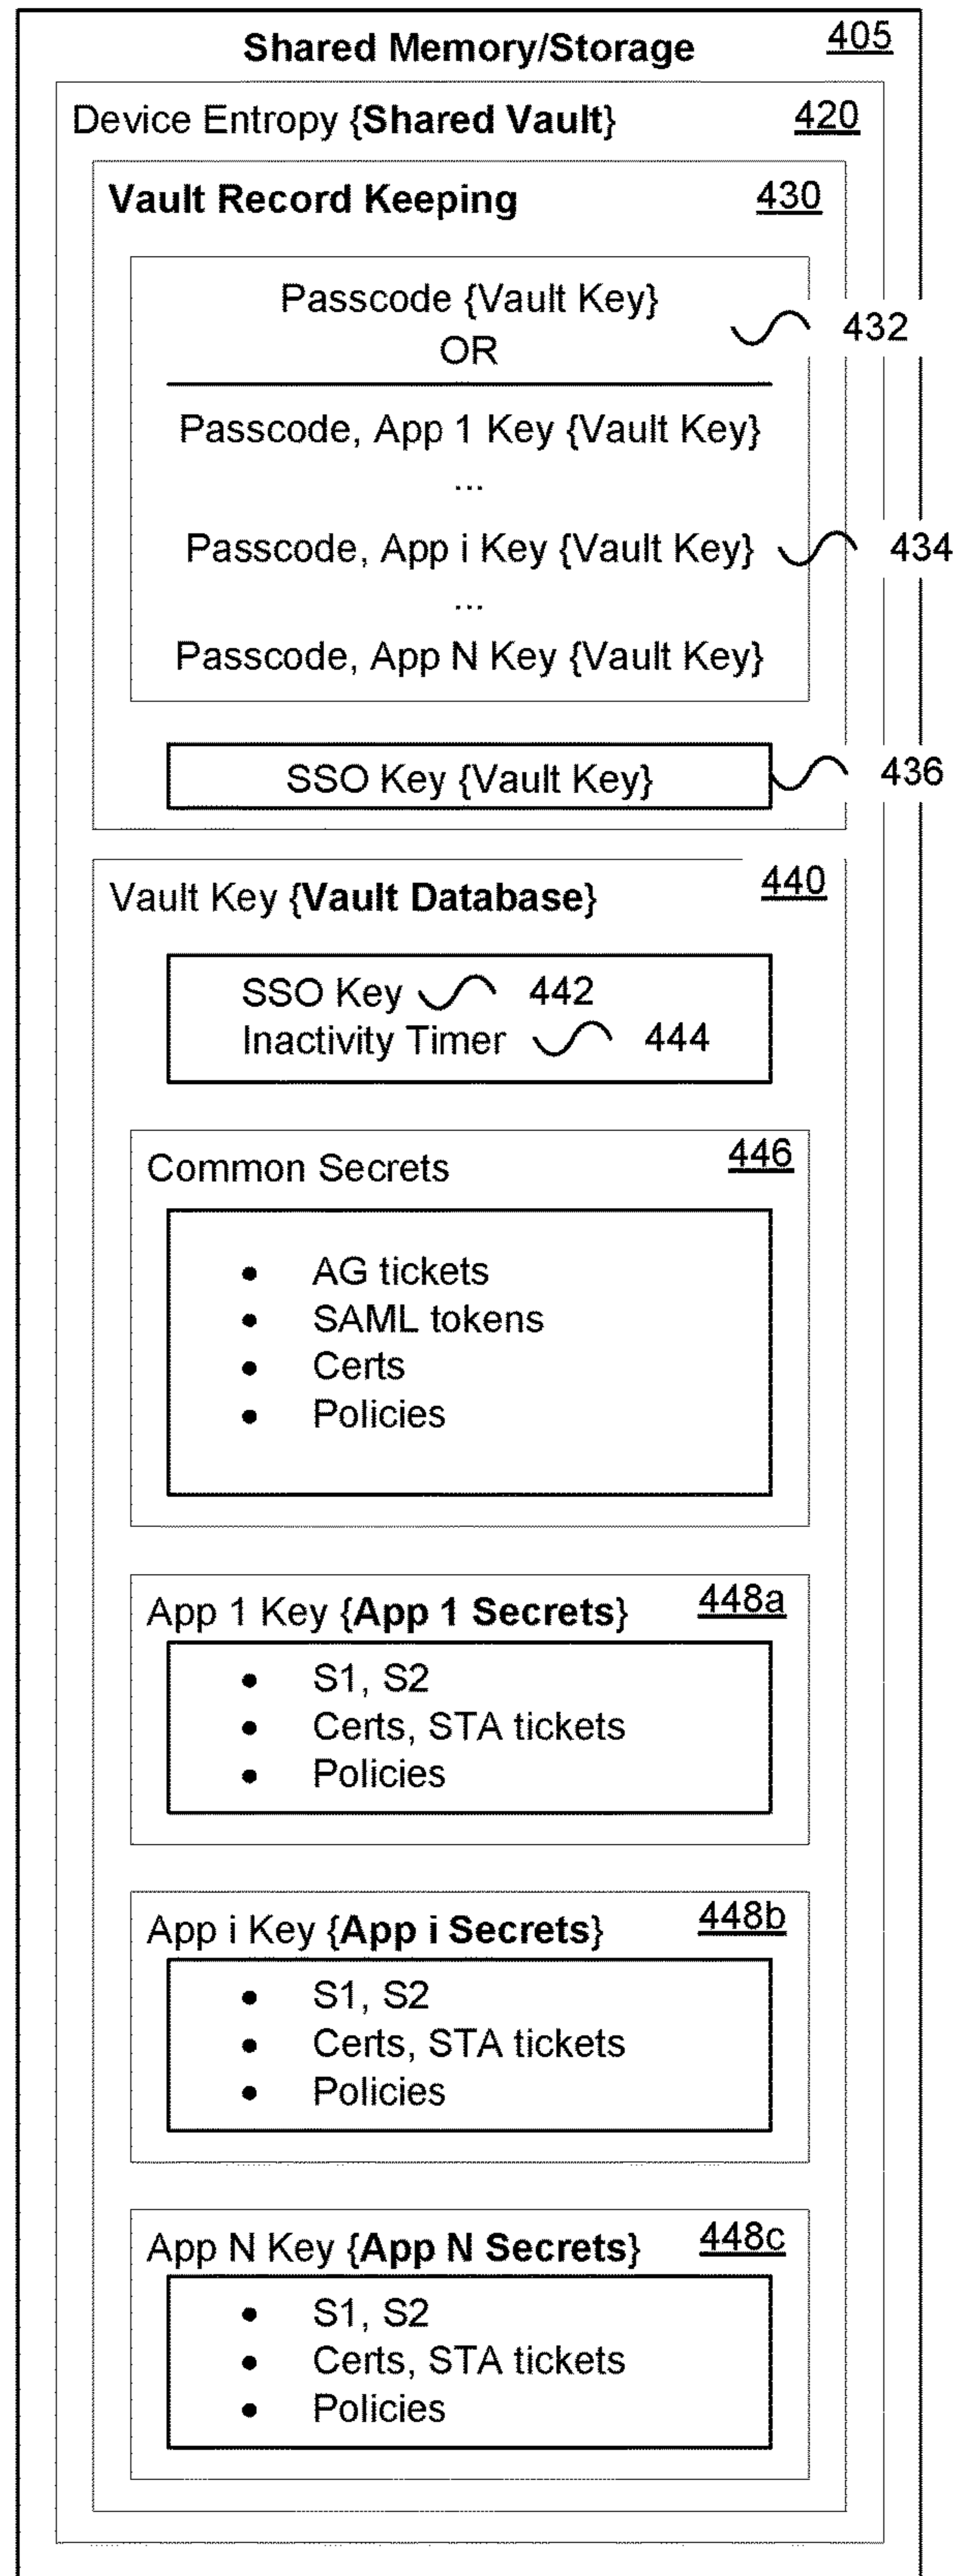 Shared Memory/Storage 405
Device Entropy {Shared Vault} 420
Vault Record Keeping 430
Passcode {Vault Key}
432
OR
Passcode, App 1 Key {Vault Key}
...
Passcode, App i Key {Vault Key} 434
...
Passcode, App N Key {Vault Key}
SSO Key {Vault Key} 436
Vault Key {Vault Database} 440
SSO Key 442
Inactivity Timer 444
Common Secrets 446
• AG tickets
• SAML tokens
• Certs
• Policies
App 1 Key {App 1 Secrets} 448a
• S1, S2
• Certs, STA tickets
• Policies
App i Key {App i Secrets} 448b
• S1, S2
• Certs, STA tickets
• Policies
App N Key {App N Secrets} 448c
• S1, S2
• Certs, STA tickets
• Policies